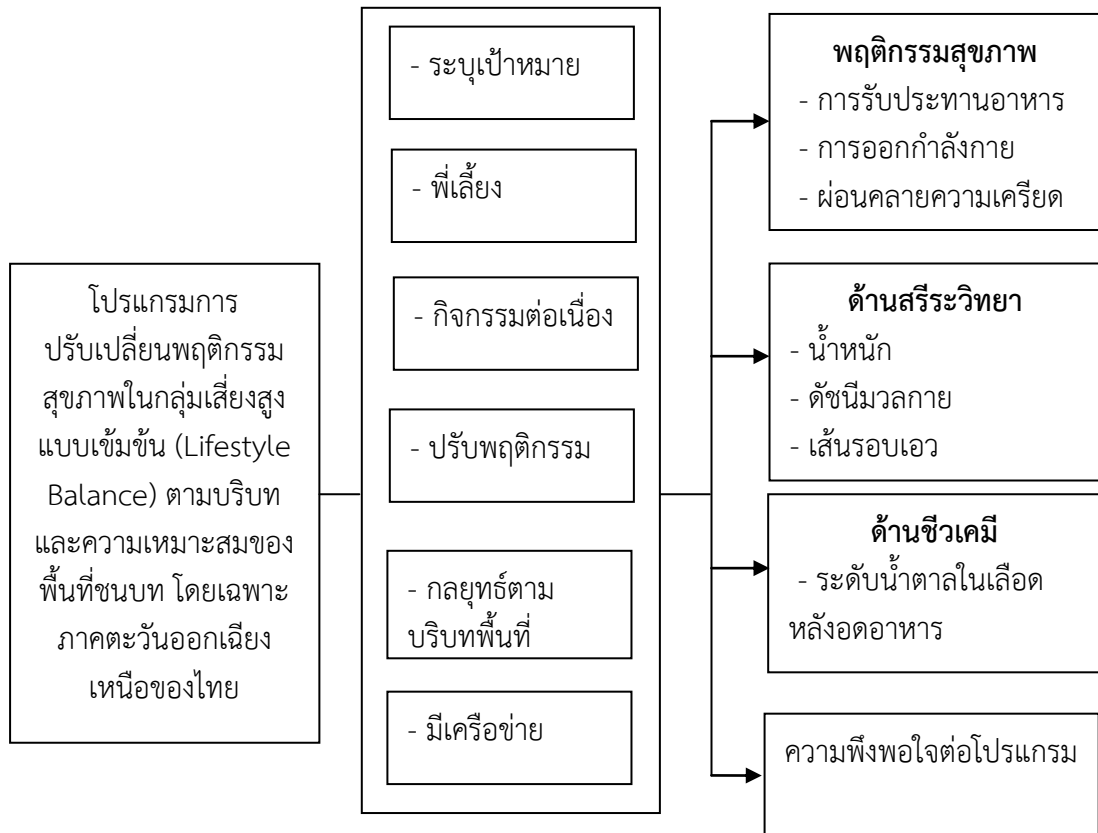 โปรแกรมการ
ปรับเปลี่ยนพฤติกรรม
สุขภาพในกลุ่มเสี่ยงสูง
แบบเข้มข้น (Lifestyle
Balance) ตามบริบท
และความเหมาะสมของ
พื้นที่ชนบท โดยเฉพาะ
ภาคตะวันออกเฉียง
เหนือของไทย
- ระบุเป้าหมาย
- พี่เลี้ยง
- กิจกรรมต่อเนื่อง
- ปรับพฤติกรรม
- กลยุทธ์ตาม
บริบทพื้นที่
- มีเครือข่าย
พฤติกรรมสุขภาพ
- การรับประทานอาหาร
- การออกกำลังกาย
- ผ่อนคลายความเครียด
ด้านสรีระวิทยา
- น้ำหนัก
- ดัชนีมวลกาย
- เส้นรอบเอว
ด้านชีวเคมี
- ระดับน้ำตาลในเลือด
หลังอดอาหาร
ความพึงพอใจต่อโปรแกรม